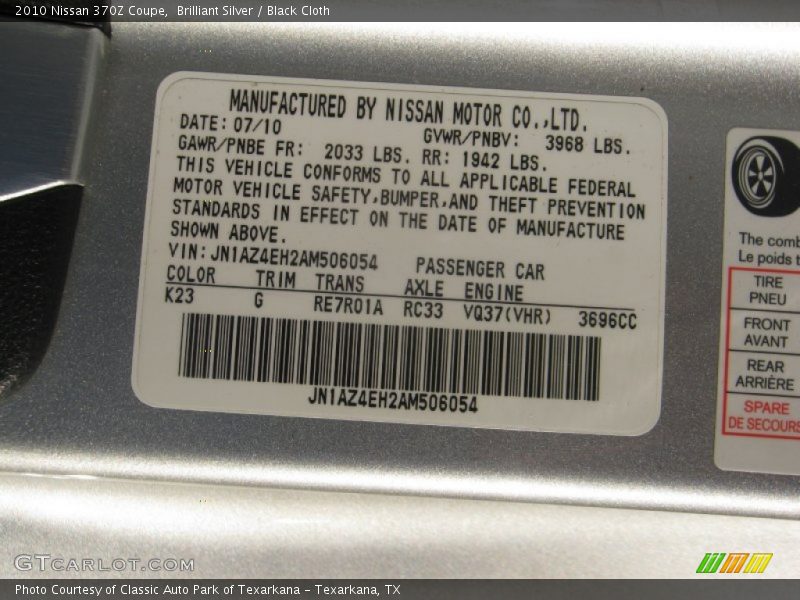 2010 Nissan 370Z Coupe,  Brilliant Silver / Black Cloth
MANUFACTURED BY NISSAN MOTOR CO.,LTD.
DATE: 07/10
GVWR/PNBV: 3968 LBS.
GAWR/PNBE FR: 2033 LBS. RR: 1942 LBS.
THIS VEHICLE CONFORMS TO ALL APPLICABLE FEDERAL
MOTOR VEHICLE SAFETY,BUMPER,AND THEFT PREVENTION
STANDARDS IN EFFECT ON THE DATE OF MANUFACTURE
SHOWN ABOVE.
VIN: JN1AZ4EH2AM506054 PASSENGER CAR
COLOR TRIM TRANS AXLE ENGINE
K23 G RE7R01A RC33 VQ37(VHR) 3696CC
JN1AZ4EH2AM506054
The comb
Le poids t
TIRE
PNEU
FRONT
AVANT
REAR
ARRIÈRE
SPARE
DE SECOURS
GTCARLOT.COM
Photo Courtesy of Classic Auto Park of Texarkana – Texarkana, TX